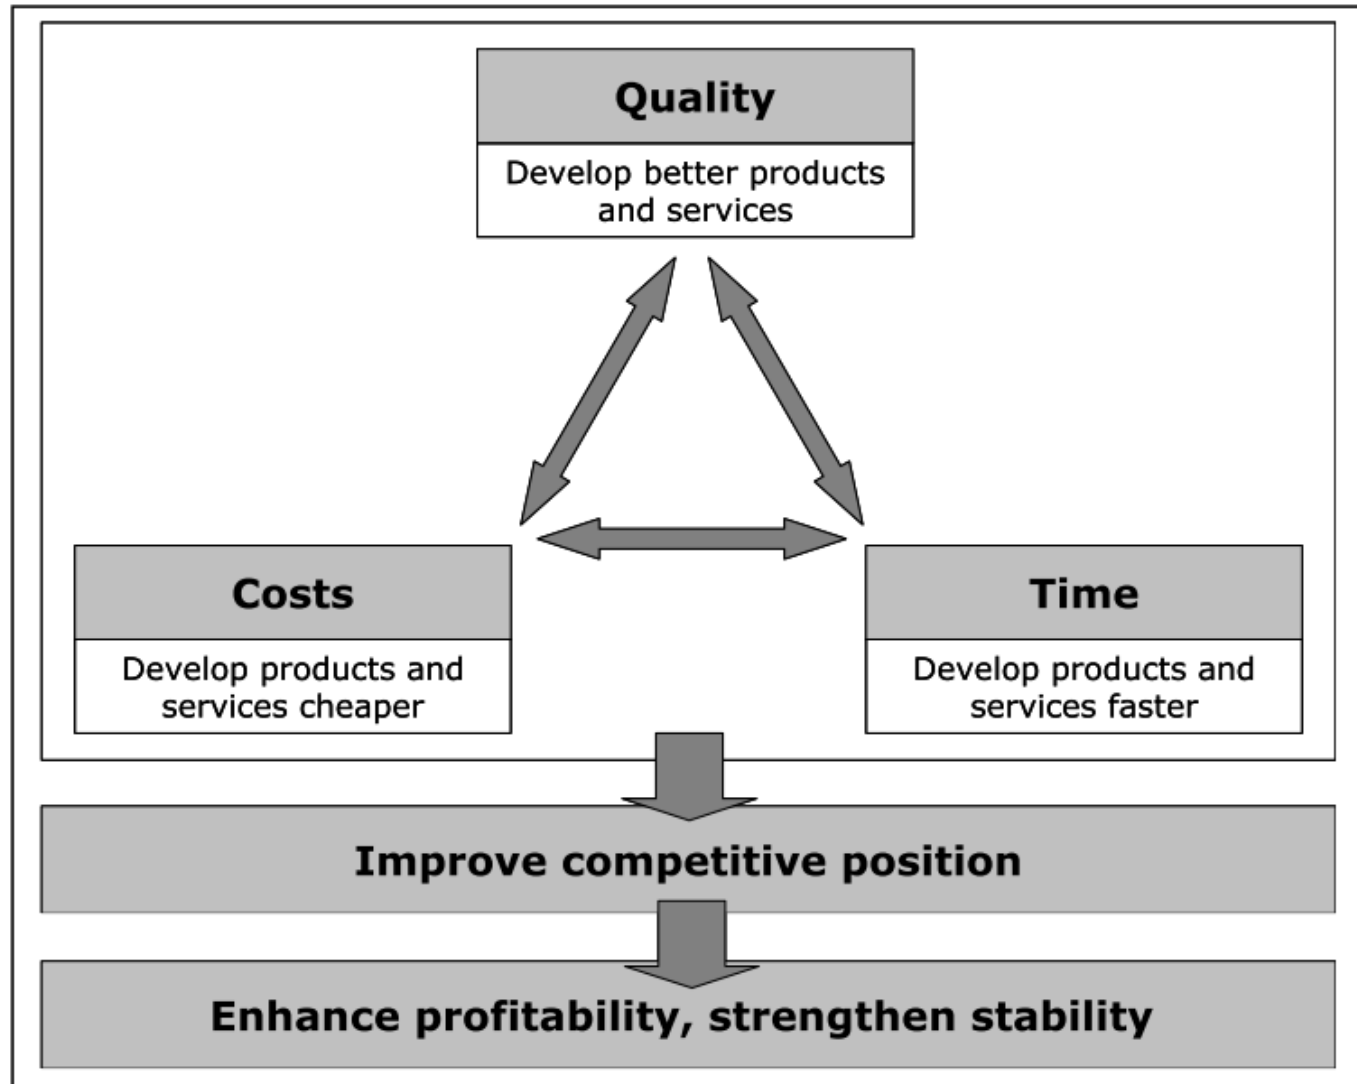 Quality
Develop better products
and services
Costs
Develop products and
services cheaper
Time
Develop products and
services faster
Improve competitive position
Enhance profitability, strengthen stability